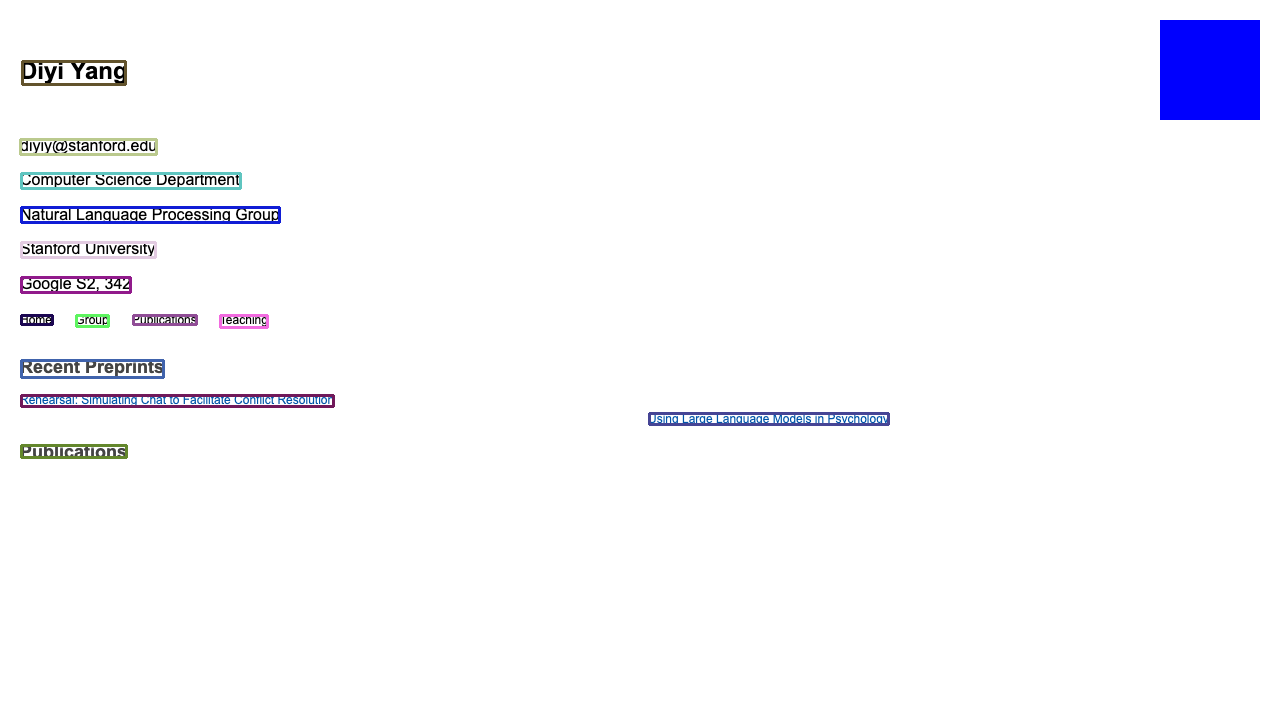 Diyi Yang
diyiy@stanford.edu
Computer Science Department
Natural Language Processing Group
Stanford University
Google S2, 342
Home Group Publications Teaching
Recent Preprints
Rehearsal: Simulating Chat to Facilitate Conflict Resolution
Using Large Language Models in Psychology
Publications